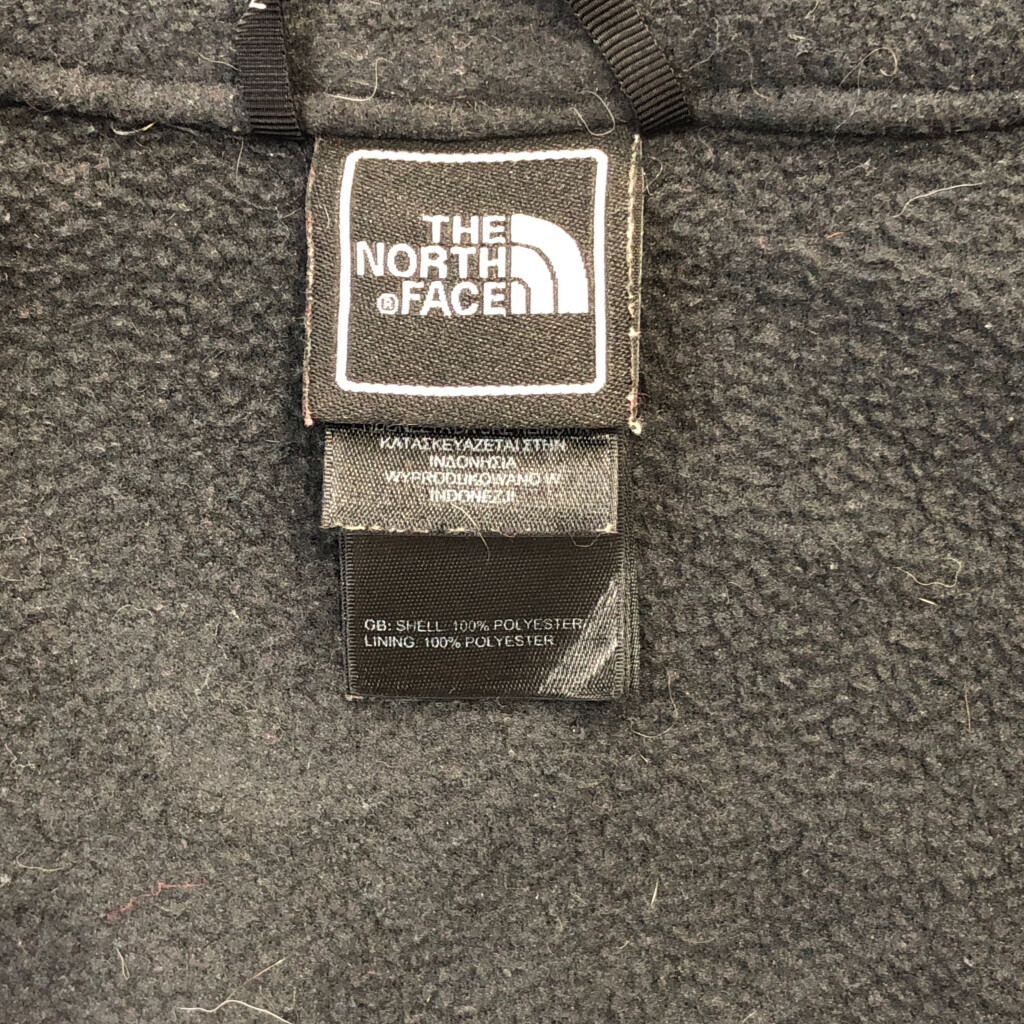 THE
NORTH
®FACE
ΚΑΤΑΣΚΕΥΑΖΕΤΑΙ ΣΤΗΝ
ΙΝΔΟΝΗΣΙΑ
WYPRODUKOWANO W
INDONEZJI
GB: SHELL: 100% POLYESTER
LINING: 100% POLYESTER